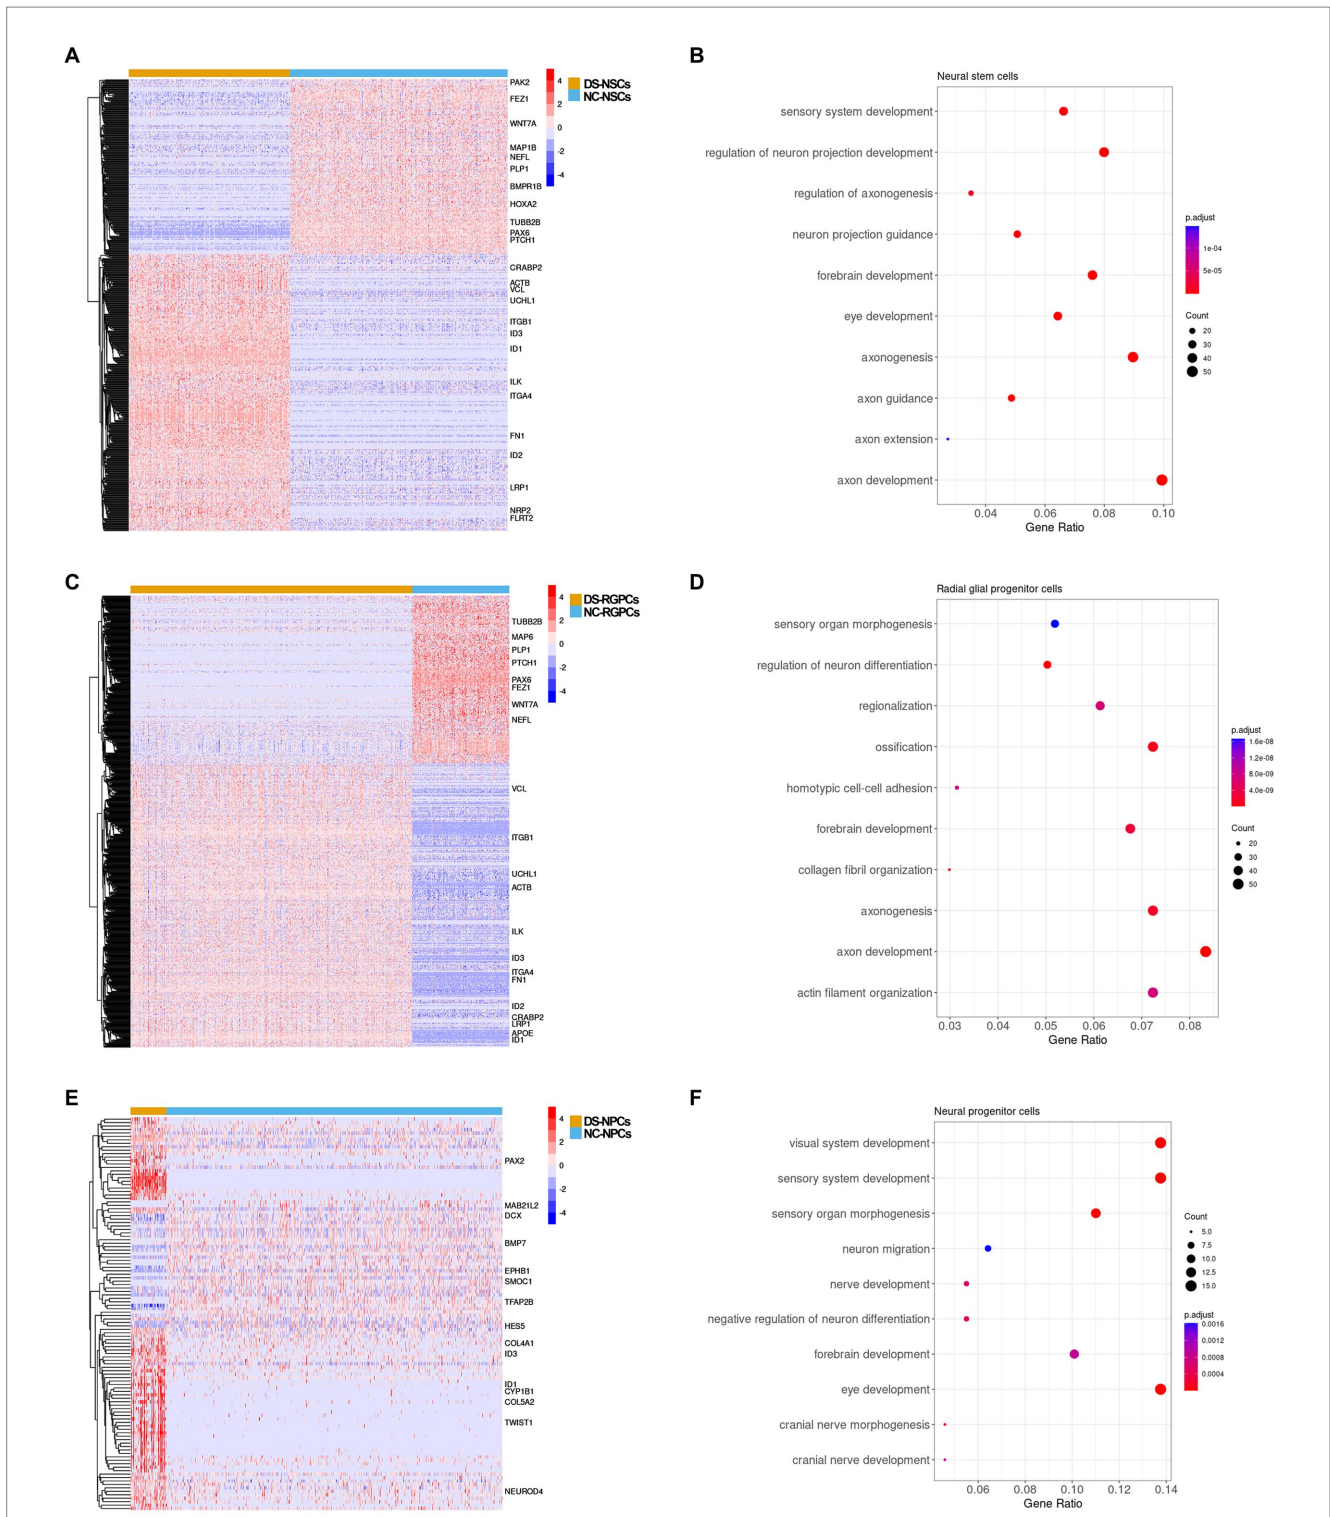 A
DS-NSCs
NC-NSCs
4
2
0
-2
-4
PAK2
FEZ1
WNT7A
MAP1B
NEFL
PLP1
BMPR1B
HOXA2
TUBB2B
PAX6
PTCH1
CRABP2
ACTB
VCL
UCHL1
ITGB1
ID3
ID1
ILK
ITGA4
FN1
ID2
LRP1
NRP2
FLRT2
B
Neural stem cells
sensory system development
regulation of neuron projection development
regulation of axonogenesis
neuron projection guidance
forebrain development
eye development
axonogenesis
axon guidance
axon extension
axon development
0.04 0.06 0.08 0.10
Gene Ratio
p.adjust
1e-04
5e-05
Count
20
30
40
50
C
DS-RGPCs
NC-RGPCs
4
2
0
-2
-4
TUBB2B
MAP6
PLP1
PTCH1
PAX6
FEZ1
WNT7A
NEFL
VCL
ITGB1
UCHL1
ACTB
ILK
ID3
ITGA4
FN1
ID2
CRABP2
LRP1
APOE
ID1
D
Radial glial progenitor cells
sensory organ morphogenesis
regulation of neuron differentiation
regionalization
ossification
homotypic cell-cell adhesion
forebrain development
collagen fibril organization
axonogenesis
axon development
actin filament organization
0.03 0.04 0.05 0.06 0.07 0.08
Gene Ratio
p.adjust
1.6e-08
1.2e-08
8.0e-09
4.0e-09
Count
20
30
40
50
E
DS-NPCs
NC-NPCs
4
2
0
-2
-4
PAX2
MAB21L2
DCX
BMP7
EPHB1
SMOC1
TFAP2B
HES5
COL4A1
ID3
ID1
CYP1B1
COL5A2
TWIST1
NEUROD4
F
Neural progenitor cells
visual system development
sensory system development
sensory organ morphogenesis
neuron migration
nerve development
negative regulation of neuron differentiation
forebrain development
eye development
cranial nerve morphogenesis
cranial nerve development
0.06 0.08 0.10 0.12 0.14
Gene Ratio
Count
5.0
7.5
10.0
12.5
15.0
p.adjust
0.0016
0.0012
0.0008
0.0004